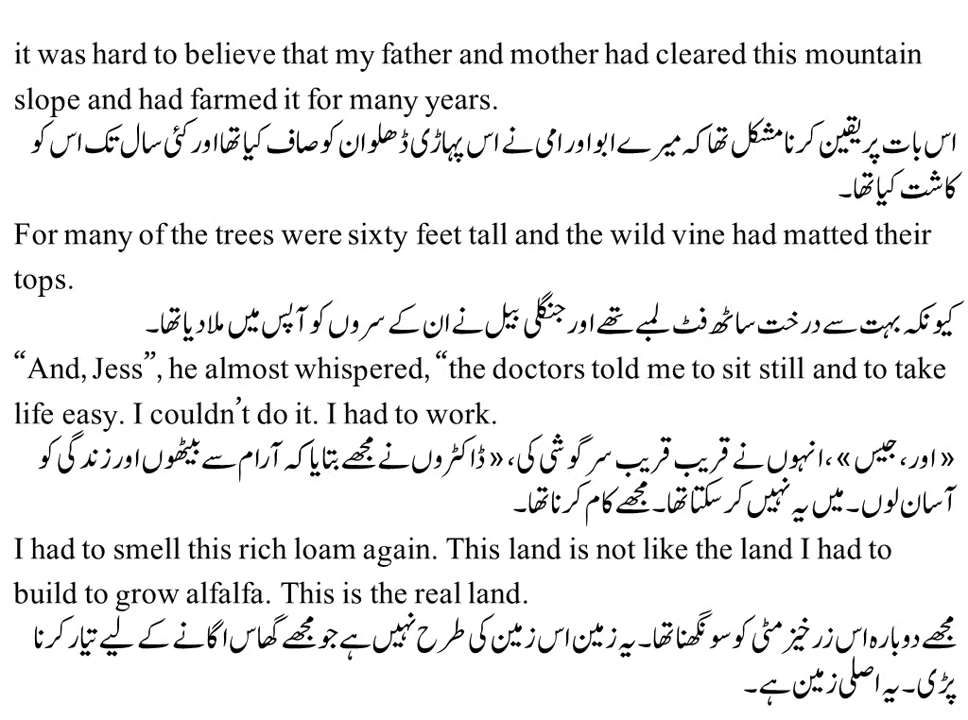 it was hard to believe that my father and mother had cleared this mountain
slope and had farmed it for many years.
اس بات پر یقین کرنا مشکل تھا کہ میرے ابو اور امی نے اس پہاڑی ڈھلوان کو صاف کیا تھا اور کئی سال تک اس کو
کاشت کیا تھا۔
For many of the trees were sixty feet tall and the wild vine had matted their
tops.
کیونکہ بہت سے درخت ساٹھ فٹ لمبے تھے اور جنگلی بیل نے ان کے سروں کو آپس میں ملا دیا تھا۔
“And, Jess”, he almost whispered, “the doctors told me to sit still and to take
life easy. I couldn’t do it. I had to work.
«اور، جیس»، انہوں نے قریب قریب سرگوشی کی، «ڈاکٹروں نے مجھے بتایا کہ آرام سے بیٹھوں اور زندگی کو
آسان لوں۔ میں یہ نہیں کر سکتا تھا۔ مجھے کام کرنا تھا۔
I had to smell this rich loam again. This land is not like the land I had to
build to grow alfalfa. This is the real land.
مجھے دوبارہ اس زرخیز مٹی کو سونگھنا تھا۔ یہ زمین اس زمین کی طرح نہیں ہے جو مجھے گھاس اگانے کے لیے تیار کرنا
پڑی۔ یہ اصلی زمین ہے۔